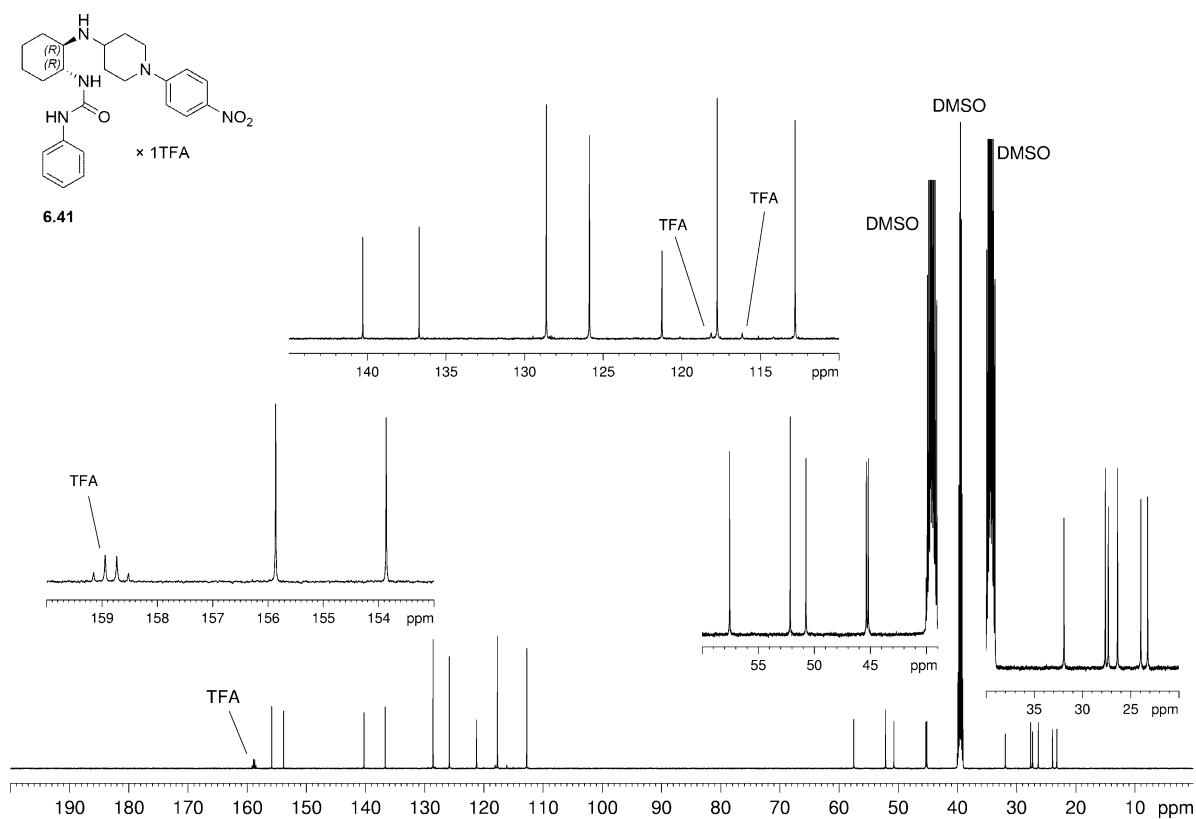 H
N
(R)
(R)
NH
N
HN
O
NO2
× 1TFA
6.41
TFA
TFA
140 135 130 125 120 115 ppm
DMSO
DMSO
DMSO
TFA
159 158 157 156 155 154 ppm
55 50 45 ppm
35 30 25 ppm
TFA
190 180 170 160 150 140 130 120 110 100 90 80 70 60 50 40 30 20 10 ppm